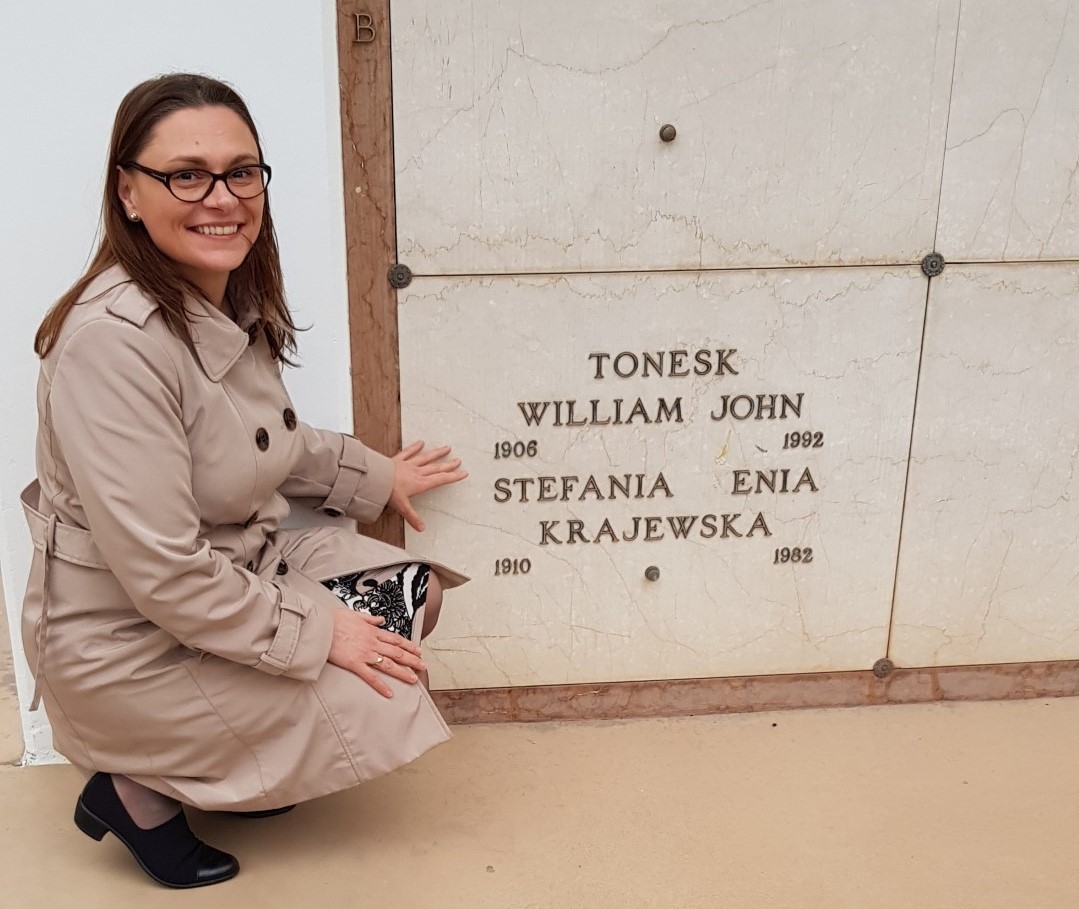 B
TONESK
WILLIAM JOHN
1906 1992
STEFANIA ENIA
KRAJEWSKA
1910 1982